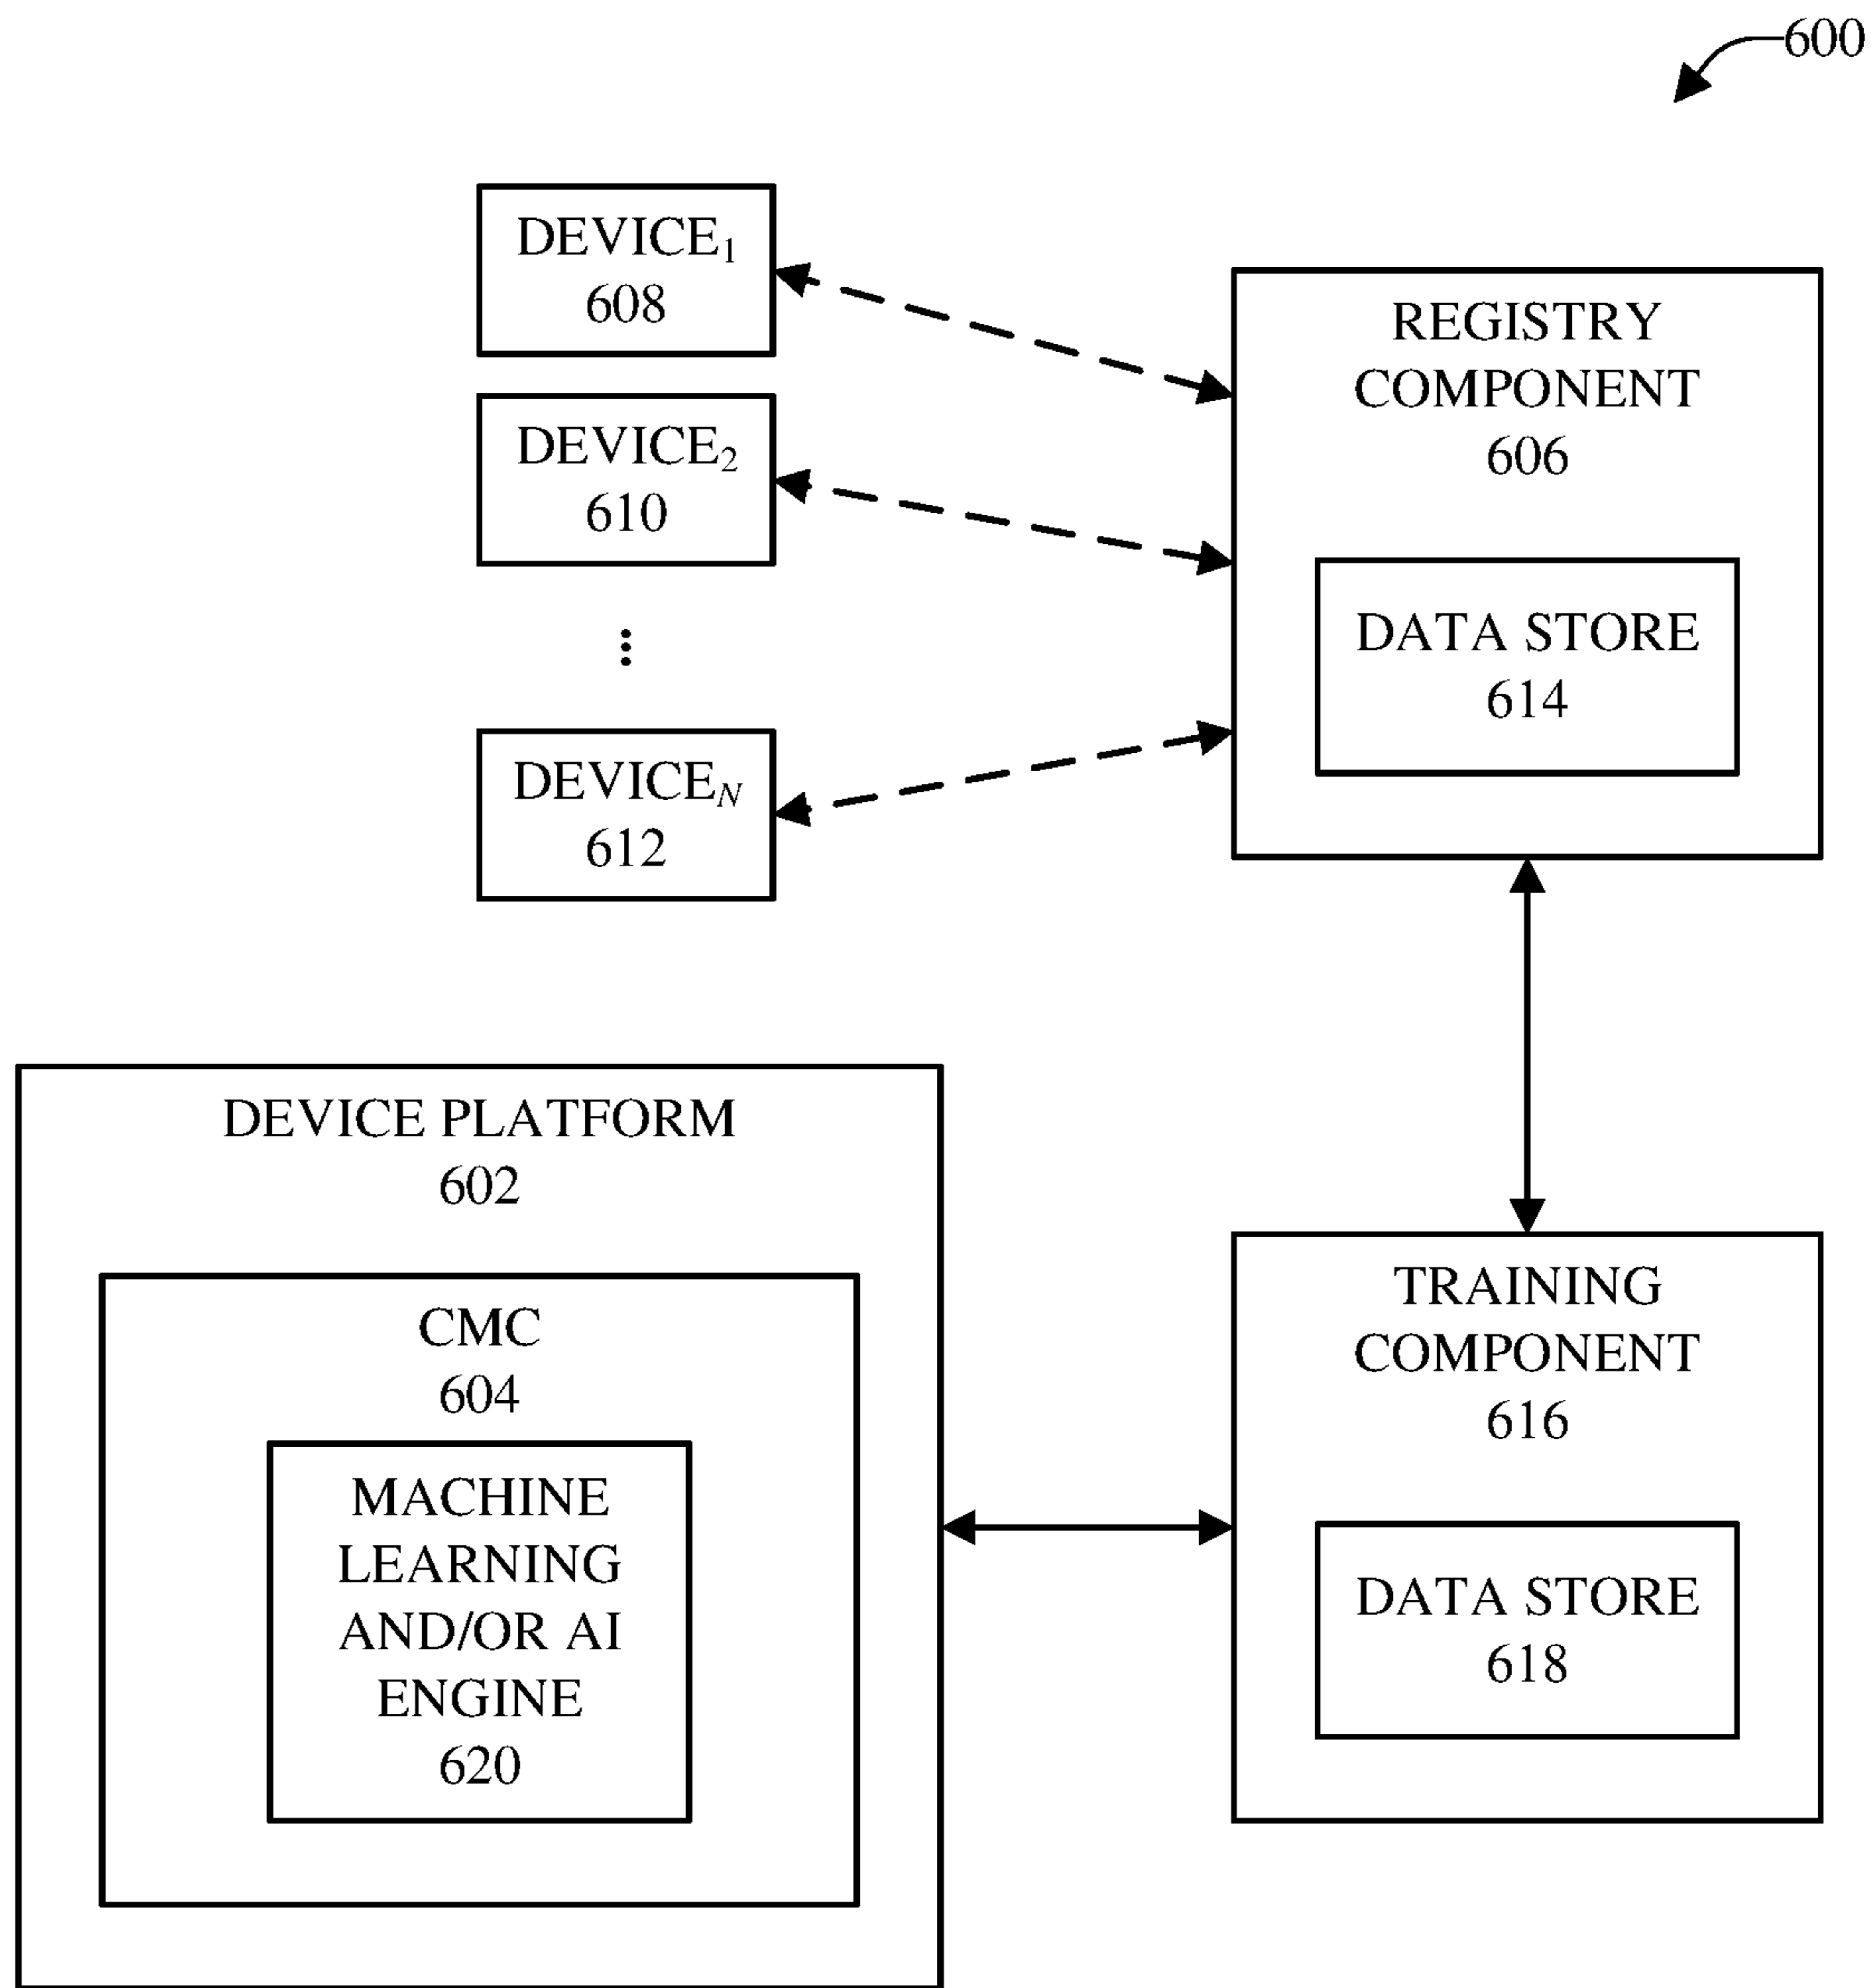 600
DEVICE₁
608
DEVICE₂
610
DEVICE_N
612
REGISTRY
COMPONENT
606
DATA STORE
614
DEVICE PLATFORM
602
CMC
604
MACHINE
LEARNING
AND/OR AI
ENGINE
620
TRAINING
COMPONENT
616
DATA STORE
618